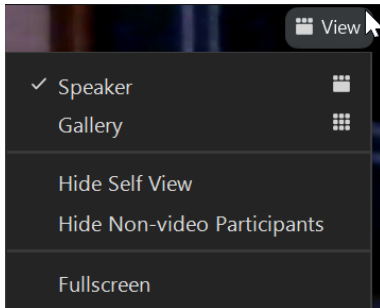 View
Speaker
Gallery
Hide Self View
Hide Non-video Participants
Fullscreen